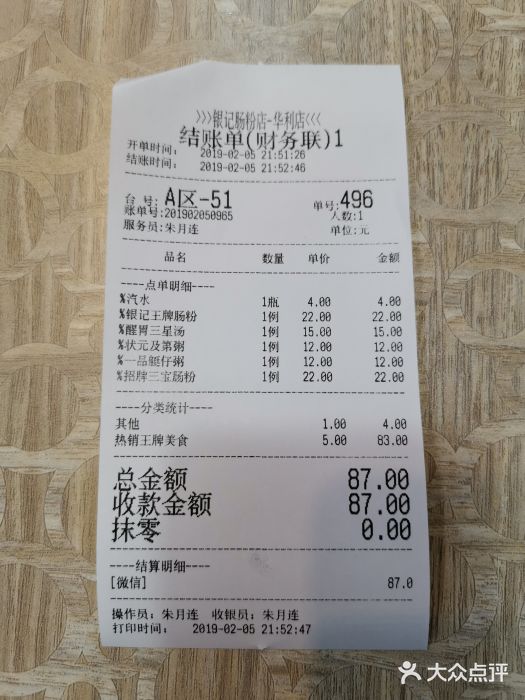 >>>银记肠粉店-华利店<<<
结账单(财务联)1
开单时间： 2019-02-05 21:51:26
结账时间： 2019-02-05 21:52:46
台号：A区-51 单号：496
账单号：201902050965 人数：1
服务员：朱月连 单位：元
品名 数量 单价 金额
----点单明细----
%汽水 1瓶 4.00 4.00
%银记王牌肠粉 1例 22.00 22.00
%醒胃三星汤 1例 15.00 15.00
%状元及第粥 1例 12.00 12.00
%一品艇仔粥 1例 12.00 12.00
%招牌三宝肠粉 1例 22.00 22.00
----分类统计----
其他 1.00 4.00
热销王牌美食 5.00 83.00
总金额 87.00
收款金额 87.00
抹零 0.00
----结算明细----
[微信] 87.0
操作员：朱月连 收银员：朱月连
打印时间： 2019-02-05 21:52:47
大众点评